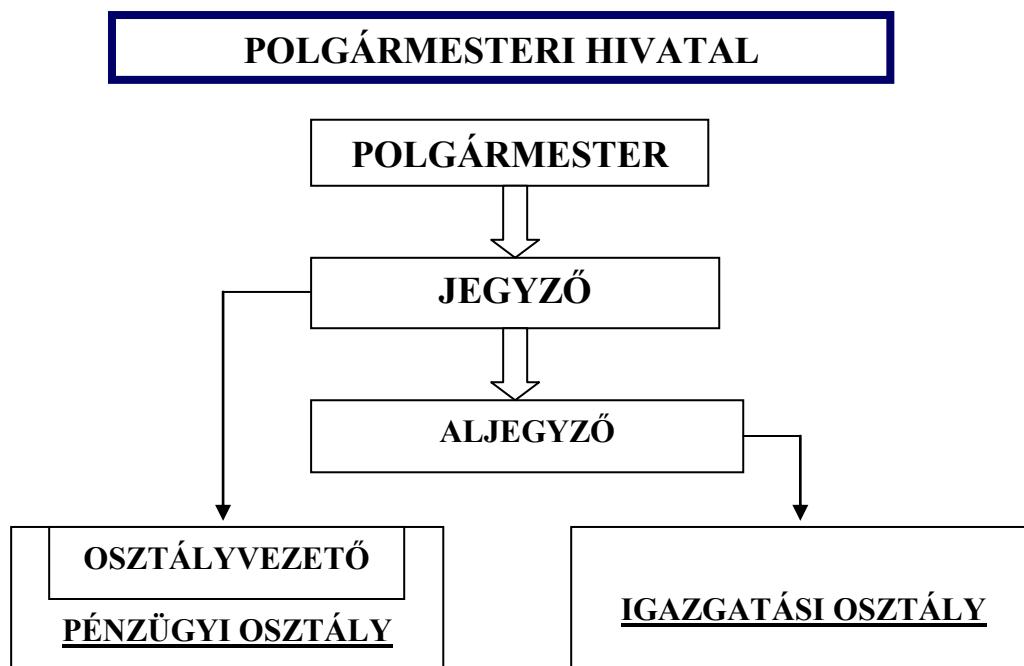 POLGÁRMESTERI HIVATAL
POLGÁRMESTER
JEGYZŐ
ALJEGYZŐ
OSZTÁLYVEZETŐ
PÉNZÜGYI OSZTÁLY
IGAZGATÁSI OSZTÁLY